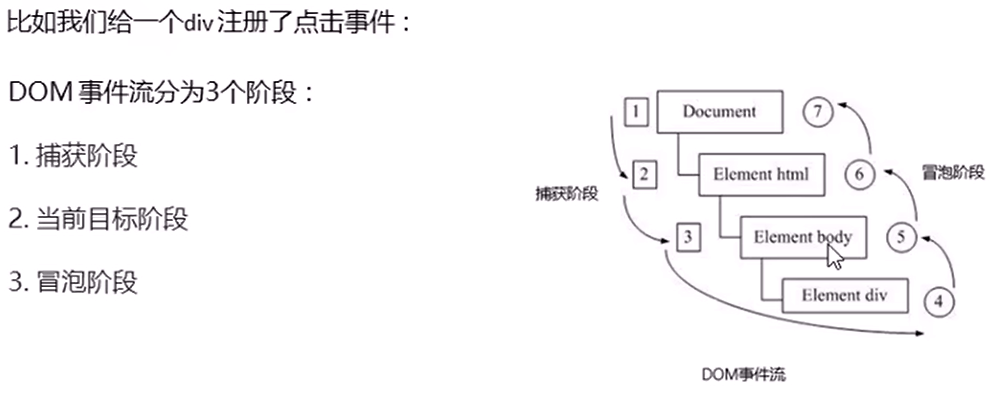 比如我们给一个div 注册了点击事件：
DOM 事件流分为3个阶段：
1. 捕获阶段
2. 当前目标阶段
3. 冒泡阶段
1 Document 7
2 Element html 6 冒泡阶段
捕获阶段
3 Element body 5
Element div 4
DOM事件流